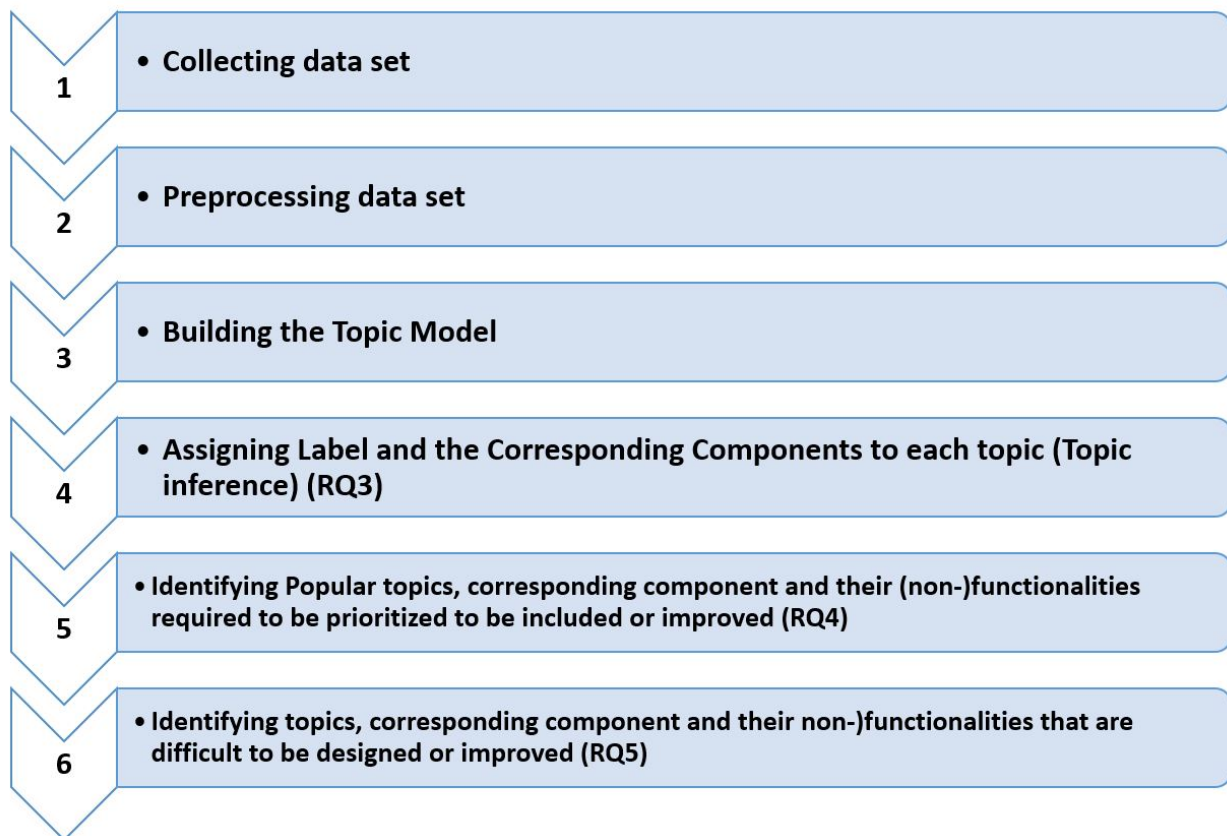 1
• Collecting data set
2
• Preprocessing data set
3
• Building the Topic Model
4
• Assigning Label and the Corresponding Components to each topic (Topic
inference) (RQ3)
5
• Identifying Popular topics, corresponding component and their (non-)functionalities
required to be prioritized to be included or improved (RQ4)
6
• Identifying topics, corresponding component and their non-)functionalities that are
difficult to be designed or improved (RQ5)